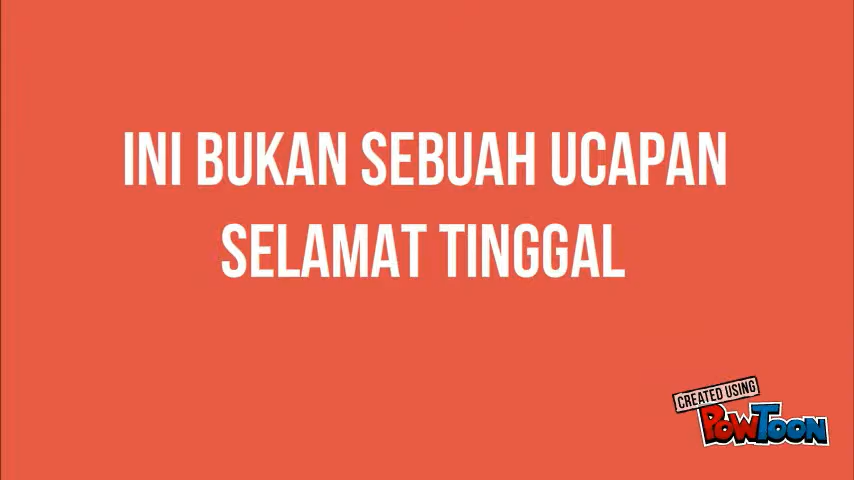 INI BUKAN SEBUAH UCAPAN
SELAMAT TINGGAL
CREATED USING
POWTOON